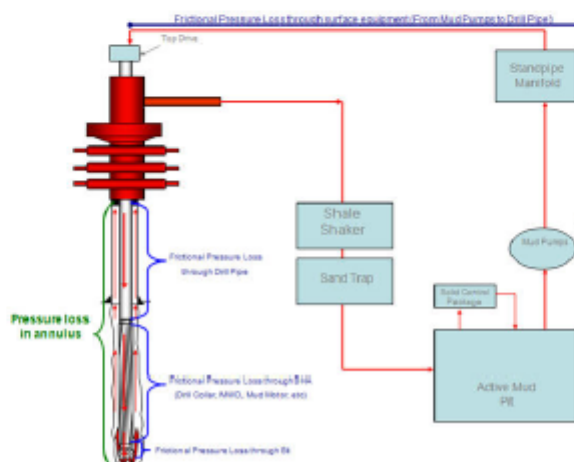 Frictional Pressure Loss through surface equipment (From Mud Pumps to Drill Pipe)
Top Drive
Standpipe
Manifold
Shale
Shaker
Mud Pumps
Frictional Pressure Loss
through Drill Pipe
Sand Trap
Solid Control
Package
Pressure loss
in annulus
Frictional Pressure Loss through BHA
(Drill Collar, MWD, Mud Motor, etc)
Active Mud
Pit
Frictional Pressure Loss through Bit